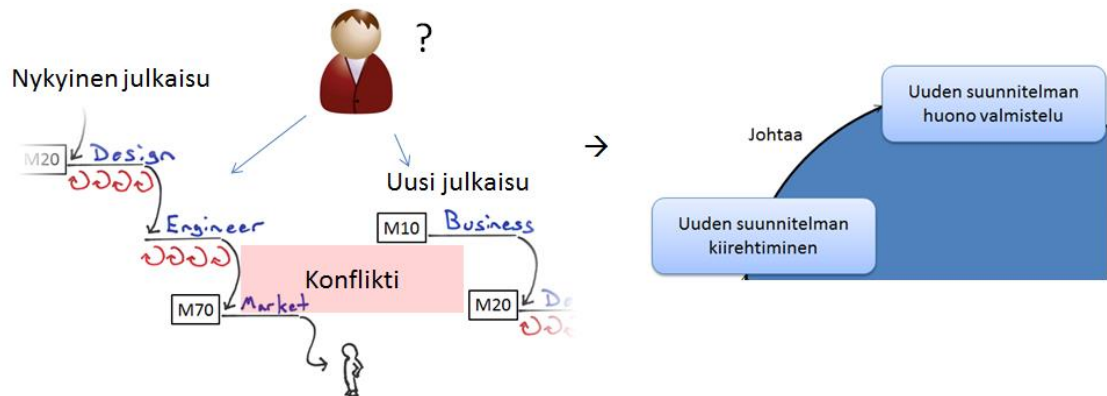 ?
Nykyinen julkaisu
M20
Design
Engineer
M70
Market
Konflikti
Uusi julkaisu
M10
Business
M20
De
→
Johtaa
Uuden suunnitelman
huono valmistelu
Uuden suunnitelman
kiirehtiminen